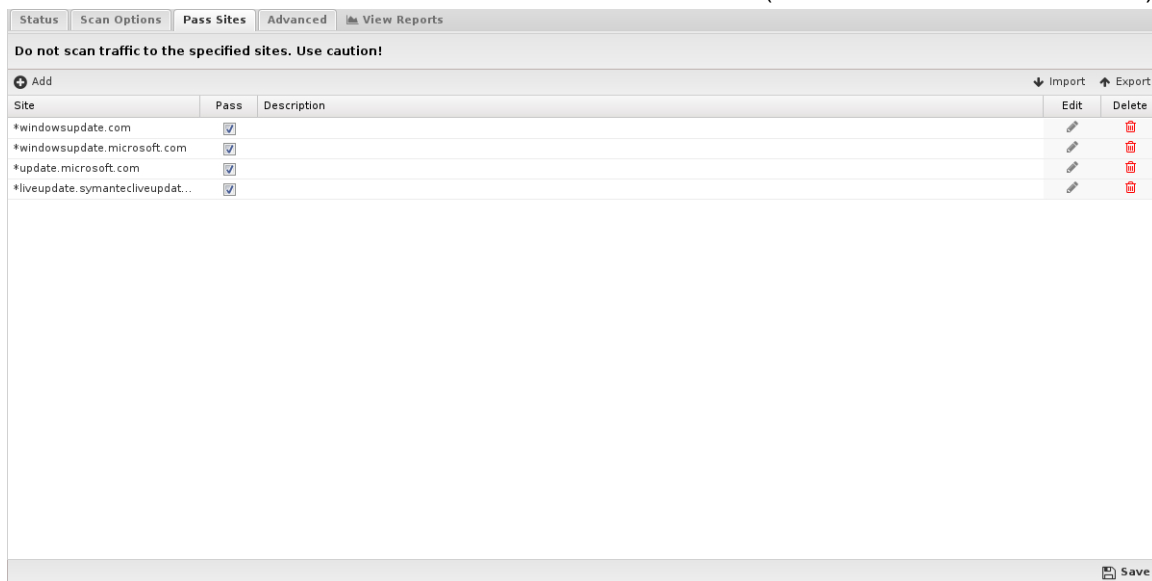 Status Scan Options Pass Sites Advanced View Reports
Do not scan traffic to the specified sites. Use caution!
Add Import Export
Site Pass Description Edit Delete
*windowsupdate.com
*windowsupdate.microsoft.com
*update.microsoft.com
*liveupdate.symantecliveupdat...
Save